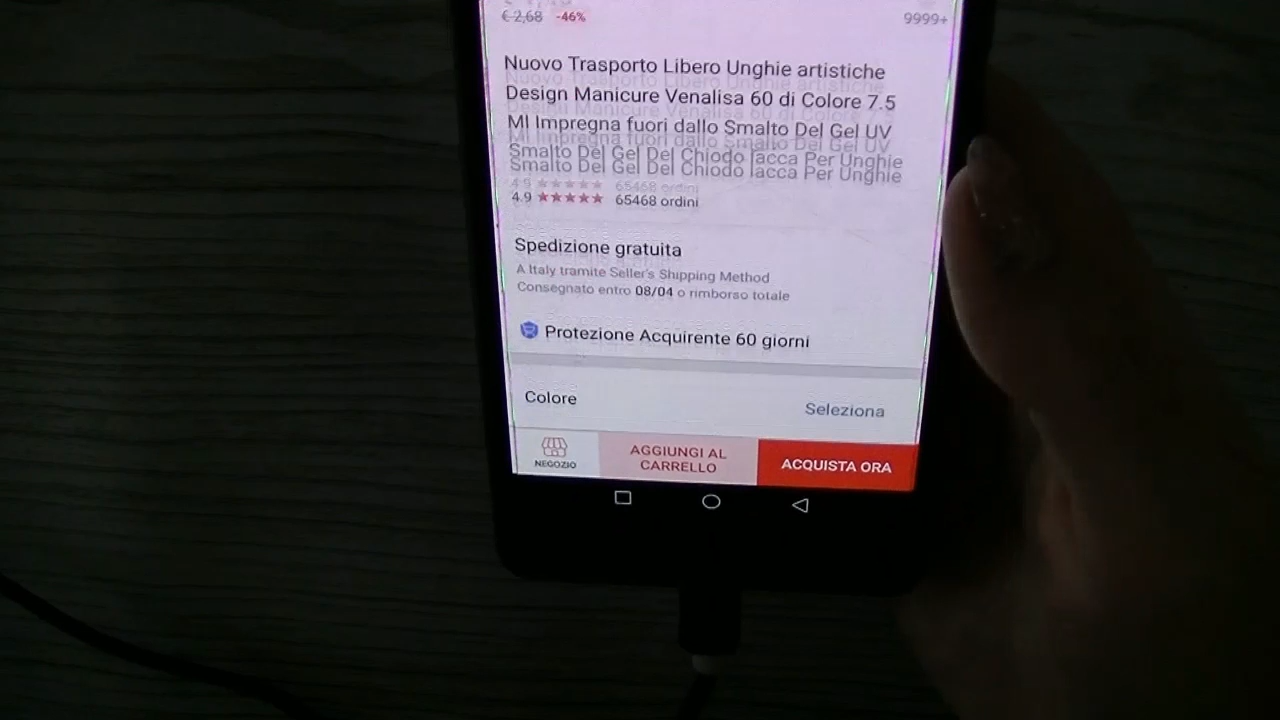 € 2,68 -46% 9999+
Nuovo Trasporto Libero Unghie artistiche
Design Manicure Venalisa 60 di Colore 7.5
Ml Impregna fuori dallo Smalto Del Gel UV
Smalto Del Gel Del Chiodo lacca Per Unghie
4.9 ★★★★★ 65468 ordini
Spedizione gratuita
A Italy tramite Seller's Shipping Method
Consegnato entro 08/04 o rimborso totale
Protezione Acquirente 60 giorni
Colore Seleziona
NEGOZIO
AGGIUNGI AL
CARRELLO
ACQUISTA ORA